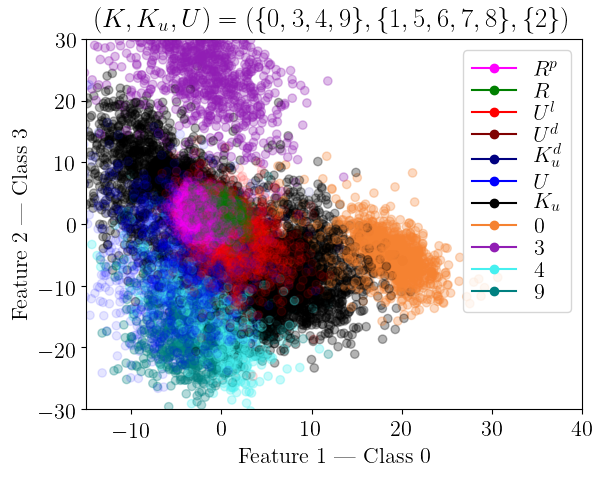 (K, K_u, U) = ({0, 3, 4, 9}, {1, 5, 6, 7, 8}, {2})
Feature 2 — Class 3
30
20
10
0
−10
−20
−30
−10
0
10
20
30
40
Feature 1 — Class 0
R^p
R
U^l
U^d
K_u^d
U
K_u
0
3
4
9